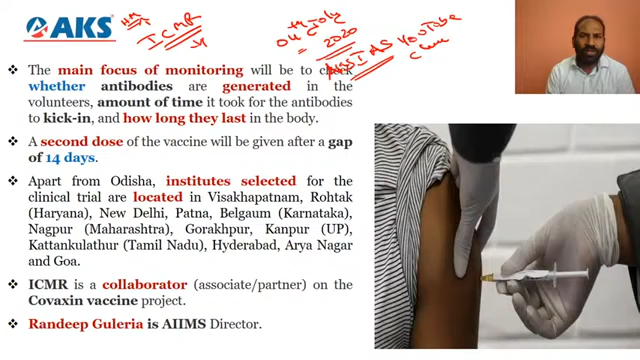 AKS
ICMR
04th July
2020
AKS IAS YouTube
The main focus of monitoring will be to check
whether antibodies are generated in the
volunteers, amount of time it took for the antibodies
to kick-in, and how long they last in the body.
A second dose of the vaccine will be given after a gap
of 14 days.
Apart from Odisha, institutes selected for the
clinical trial are located in Visakhapatnam, Rohtak
(Haryana), New Delhi, Patna, Belgaum (Karnataka),
Nagpur (Maharashtra), Gorakhpur, Kanpur (UP),
Kattankulathur (Tamil Nadu), Hyderabad, Arya Nagar
and Goa.
ICMR is a collaborator (associate/partner) on the
Covaxin vaccine project.
Randeep Guleria is AIIMS Director.